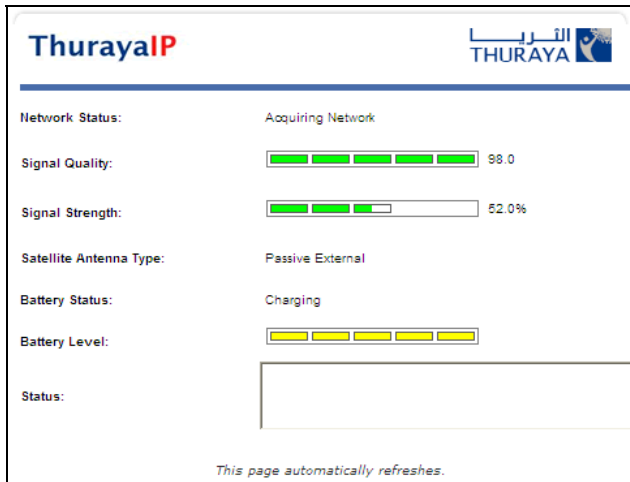 ThurayaIP
الثريا
THURAYA
Network Status: Acquiring Network
Signal Quality: 98.0
Signal Strength: 52.0%
Satellite Antenna Type: Passive External
Battery Status: Charging
Battery Level:
Status:
This page automatically refreshes.